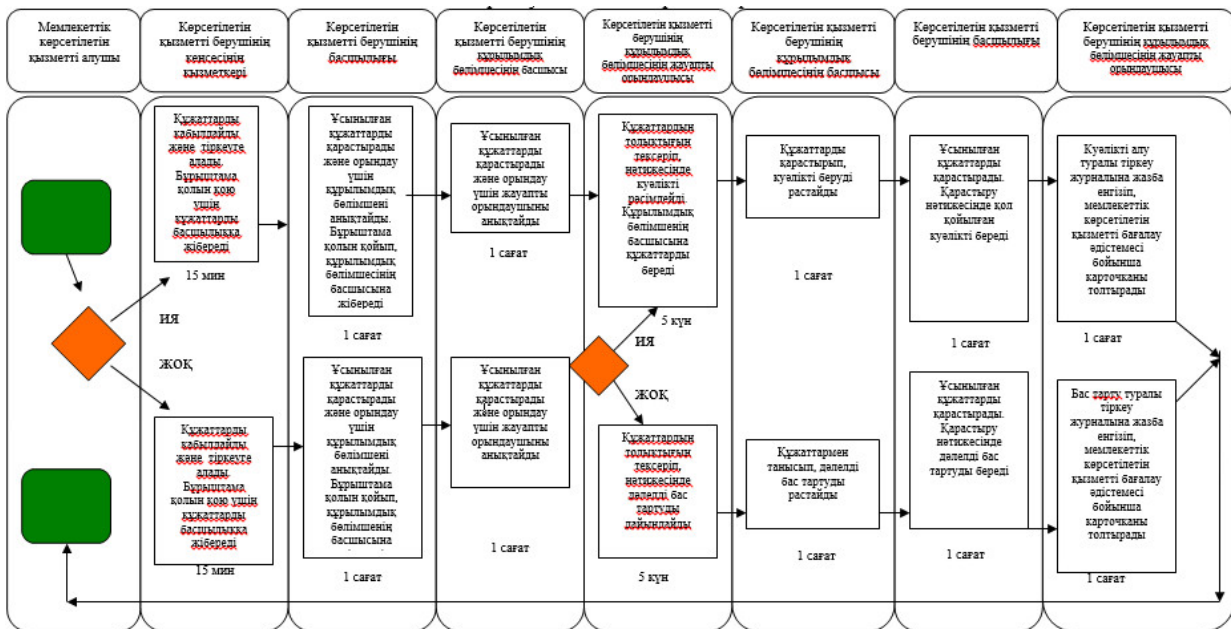 Мемлекеттік
көрсетілетін
қызметті алушы
Көрсетілетін
қызметті берушінің
кеңсесінің
қызметкері
Көрсетілетін
қызметті берушінің
басшылығы
Көрсетілетін
қызметті берушінің
құрылымдық
бөлімшесінің басшысы
Көрсетілетін қызметті
берушінің
құрылымдық
бөлімшесінің жауапты
орындаушысы
Көрсетілетін
қызметті берушінің
құрылымдық
бөлімшесінің басшысы
Көрсетілетін қызметті
берушінің басшылығы
Көрсетілетін қызметті
берушінің құрылымдық
бөлімшесінің жауапты
орындаушысы
Құжаттарды
қабылдайды
және тіркеуге
алады.
Бұрыштама
қолын қою
үшін
құжаттарды
басшылыққа
жібереді
15 мин
Ұсынылған
құжаттарды
қарастырады
және орындау
үшін
құрылымдық
бөлімшені
анықтайды.
Бұрыштама
қолын қойып,
құрылымдық
бөлімшесінің
басшысына
жібереді
1 сағат
Ұсынылған
құжаттарды
қарастырады
және орындау
үшін жауапты
орындаушыны
анықтайды
1 сағат
Құжаттардың
толықтығын
тексеріп,
нәтижесінде
куәлікті
рәсімдейді.
Құрылымдық
бөлімшенің
басшысына
құжаттарды
береді
5 күн
Құжаттарды
қарастырып,
куәлікті беруді
растайды
1 сағат
Ұсынылған
құжаттарды
қарастырады.
Қарастыру
нәтижесінде қол
қойылған
куәлікті береді
1 сағат
Куәлікті алу
туралы тіркеу
журналына жазба
енгізіп,
мемлекеттік
көрсетілетін
қызметті бағалау
әдістемесі
бойынша
карточканы
толтырады
1 сағат
ИЯ
ЖОҚ
ИЯ
ЖОҚ
Құжаттарды
қабылдайды
және тіркеуге
алады.
Бұрыштама
қолын қою үшін
құжаттарды
басшылыққа
жібереді
15 мин
Ұсынылған
құжаттарды
қарастырады
және орындау
үшін
құрылымдық
бөлімшені
анықтайды.
Бұрыштама
қолын қойып,
құрылымдық
бөлімшенің
басшысына
1 сағат
Ұсынылған
құжаттарды
қарастырады
және орындау
үшін жауапты
орындаушыны
анықтайды
1 сағат
Құжаттардың
толықтығын
тексеріп,
нәтижесінде
дәлелді бас
тартуды
дайындайды
5 күн
Құжаттармен
танысып, дәлелді
бас тартуды
растайды
1 сағат
Ұсынылған
құжаттарды
қарастырады.
Қарастыру
нәтижесінде
дәлелді бас
тартуды береді
1 сағат
Бас тарту туралы
тіркеу
журналына жазба
енгізіп,
мемлекеттік
көрсетілетін
қызметті бағалау
әдістемесі
бойынша
карточканы
толтырады
1 сағат